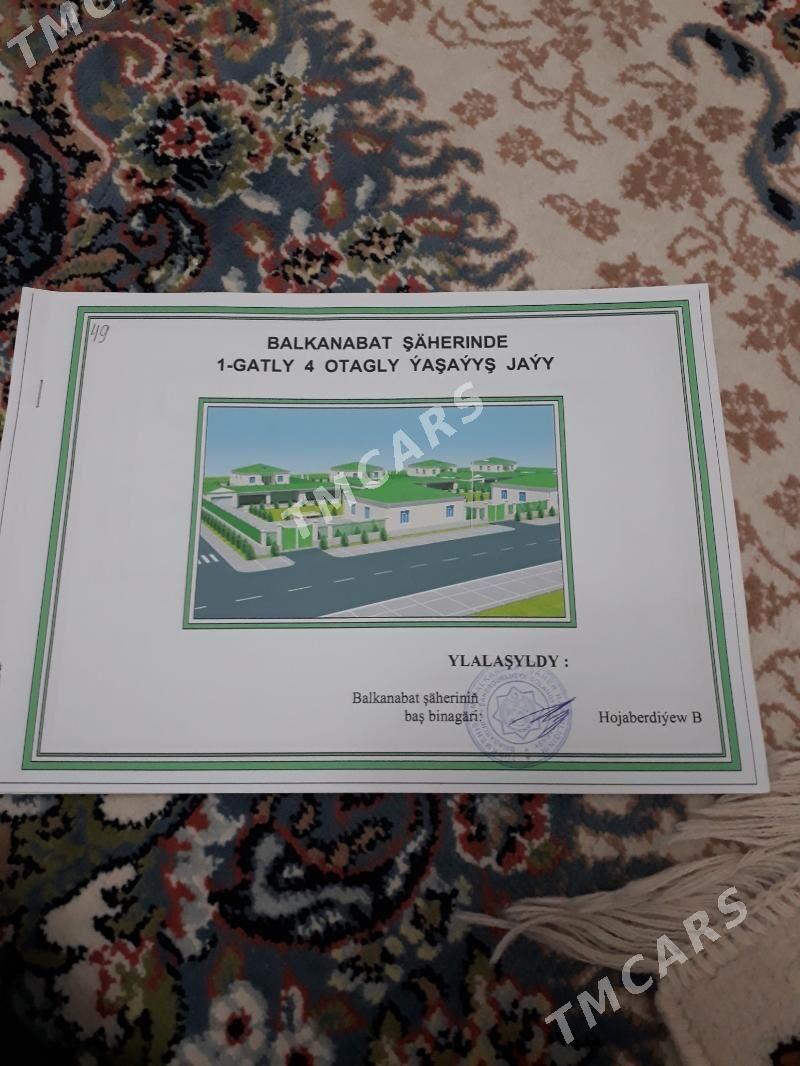 TMCARS
49
BALKANABAT ŞÄHERINDE
1-GATLY 4 OTAGLY ÝAŞAÝYŞ JAÝY
TMCARS
YLALAŞYLDY :
Balkanabat şäheriniň
baş binagäri:
Hojaberdiýew B
TMCARS